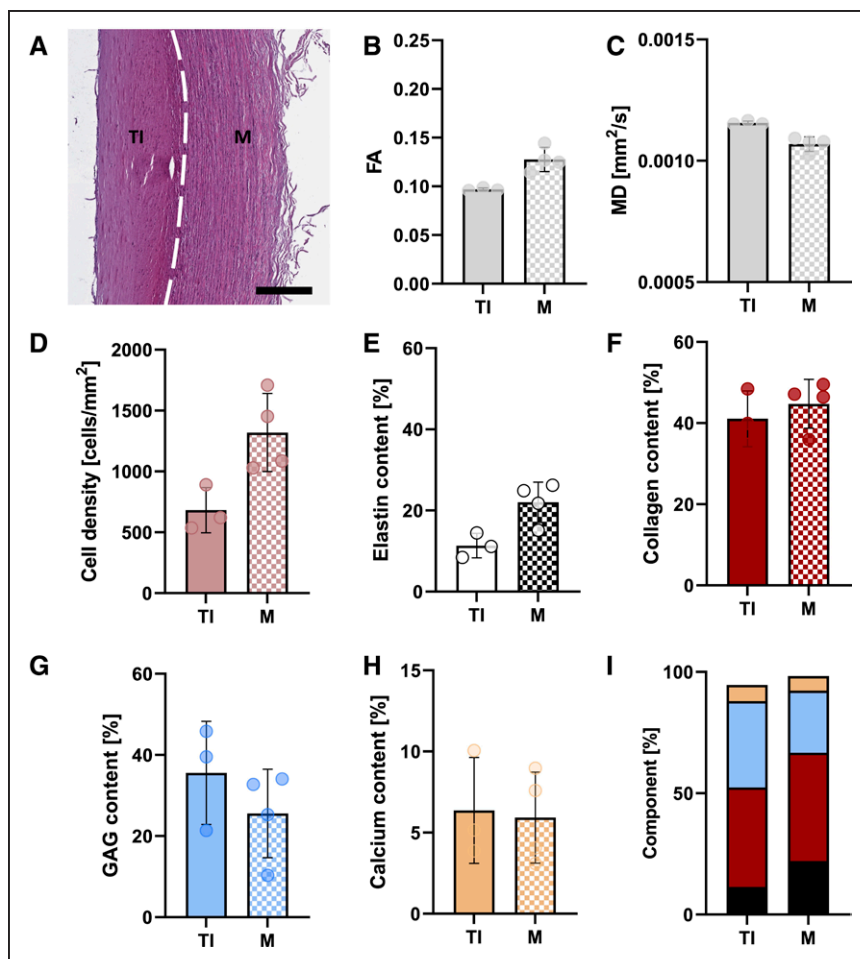 A
TI
M
B
FA
0.25
0.20
0.15
0.10
0.05
0.00
TI
M
C
MD [mm²/s]
0.0015
0.0010
0.0005
TI
M
D
Cell density [cells/mm²]
2000
1500
1000
500
0
TI
M
E
Elastin content [%]
60
40
20
0
TI
M
F
Collagen content [%]
60
40
20
0
TI
M
G
GAG content [%]
60
40
20
0
TI
M
H
Calcium content [%]
15
10
5
0
TI
M
I
Component [%]
100
50
0
TI
M